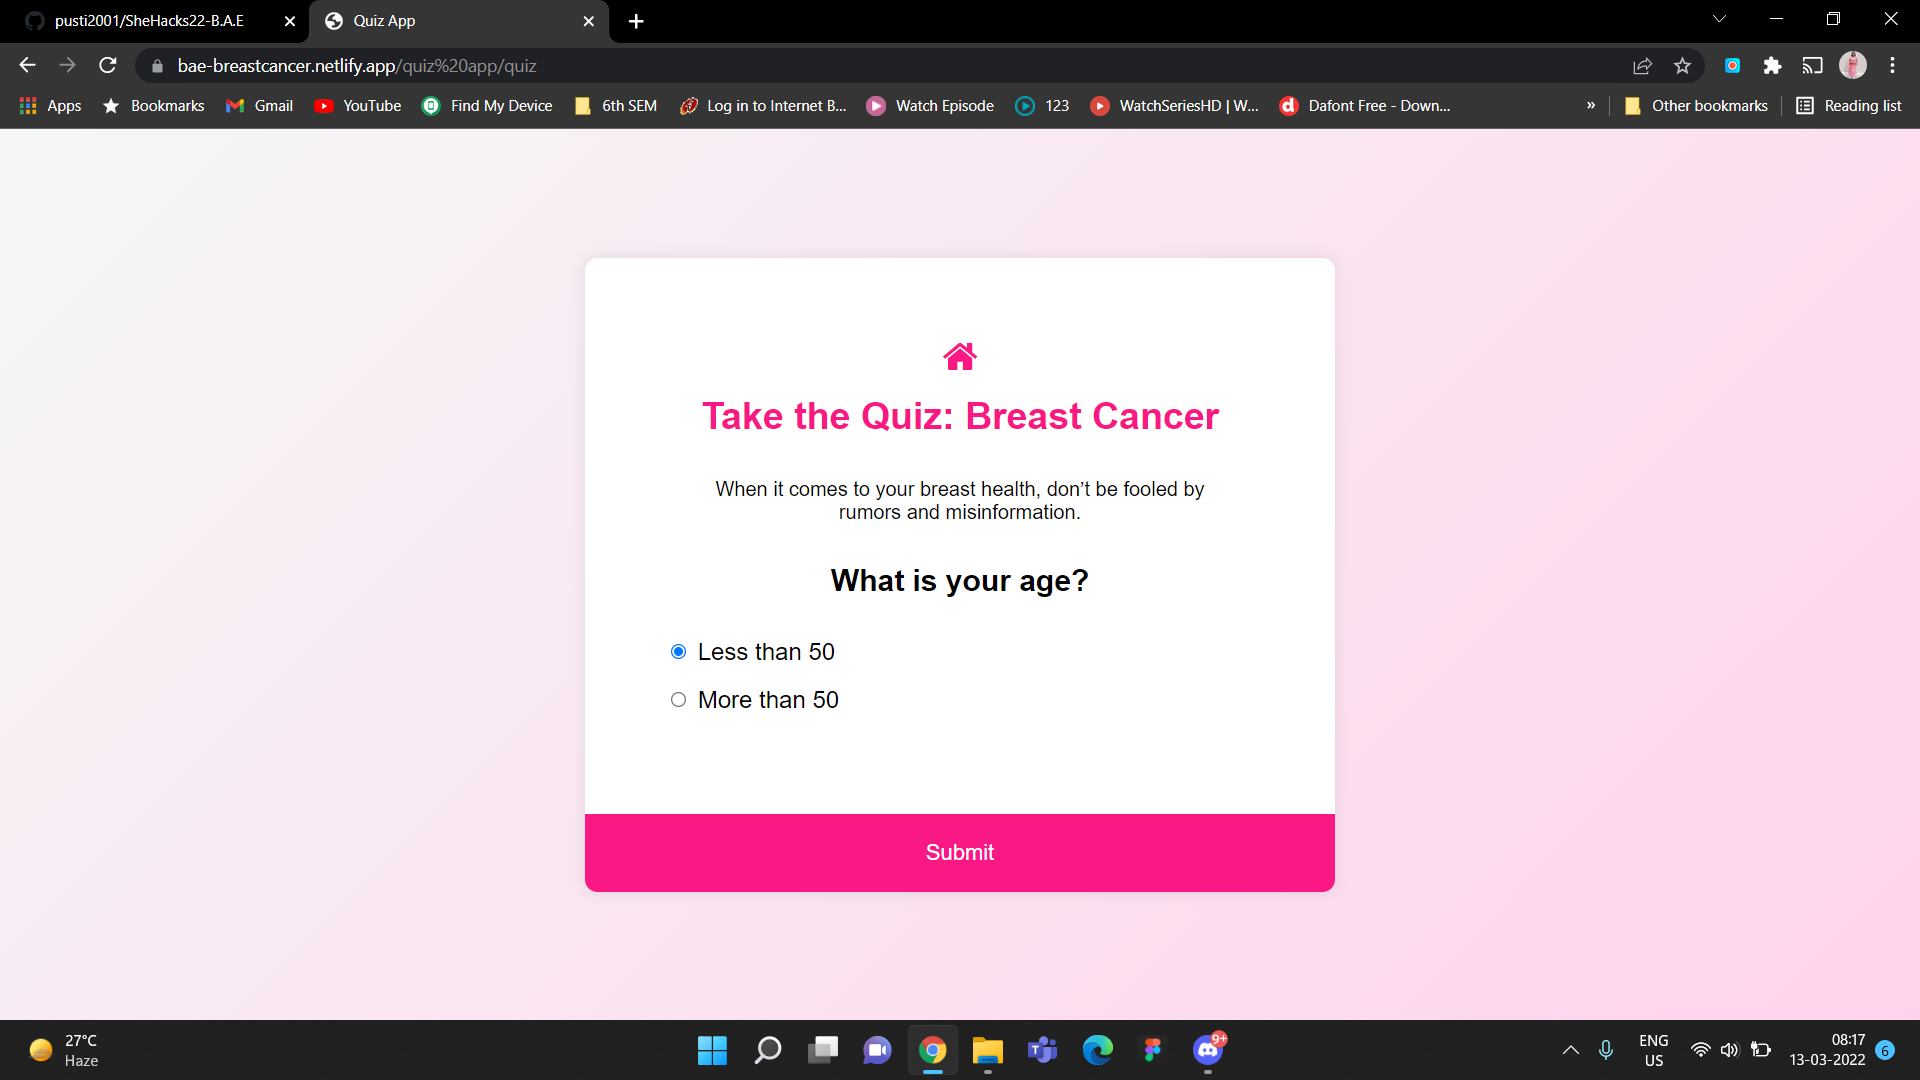 pusti2001/SheHacks22-B.A.E
Quiz App
bae-breastcancer.netlify.app/quiz%20app/quiz
Apps
Bookmarks
Gmail
YouTube
Find My Device
6th SEM
Log in to Internet B...
Watch Episode
123
WatchSeriesHD | W...
Dafont Free - Down...
»
Other bookmarks
Reading list
Take the Quiz: Breast Cancer
When it comes to your breast health, don’t be fooled by
rumors and misinformation.
What is your age?
Less than 50
More than 50
Submit
27°C
Haze
9+
ENG
US
08:17
13-03-2022
6